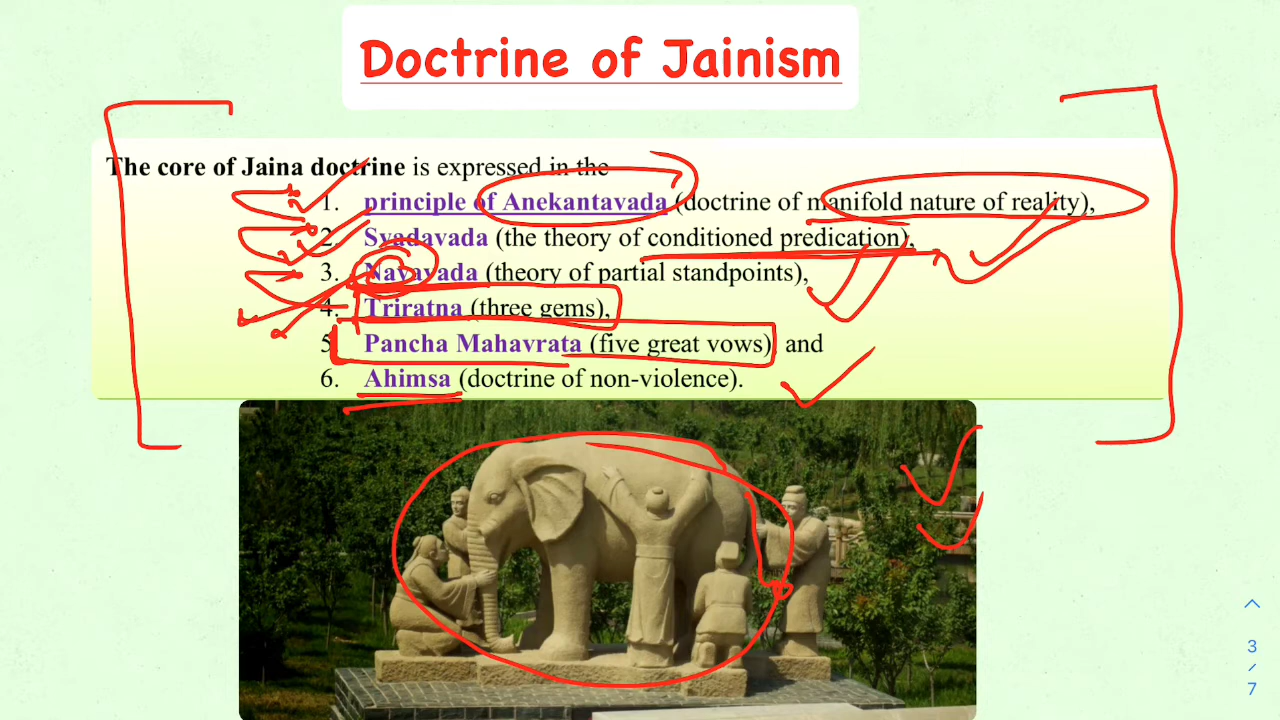 Doctrine of Jainism
The core of Jaina doctrine is expressed in the
1. principle of Anekantavada (doctrine of manifold nature of reality),
2. Syadavada (the theory of conditioned predication),
3. Nayavada (theory of partial standpoints),
4. Triratna (three gems),
5. Pancha Mahavrata (five great vows) and
6. Ahimsa (doctrine of non-violence).
3
/
7